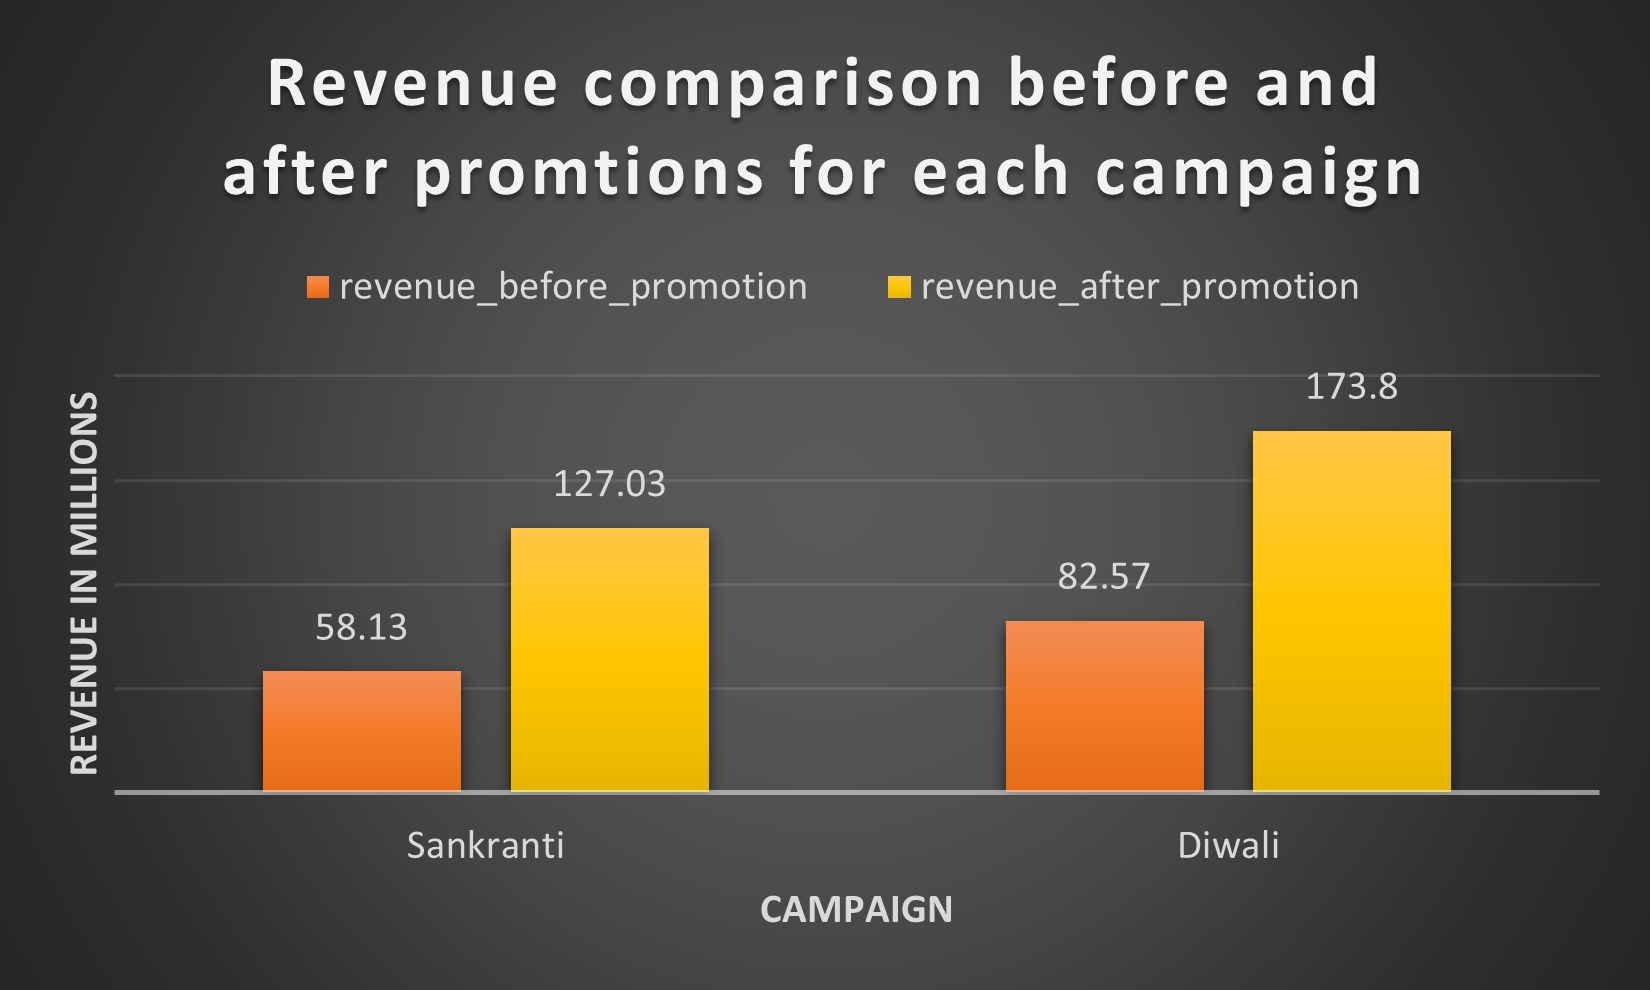 Revenue comparison before and
after promtions for each campaign
revenue_before_promotion revenue_after_promotion
REVENUE IN MILLIONS
58.13
127.03
82.57
173.8
Sankranti
Diwali
CAMPAIGN